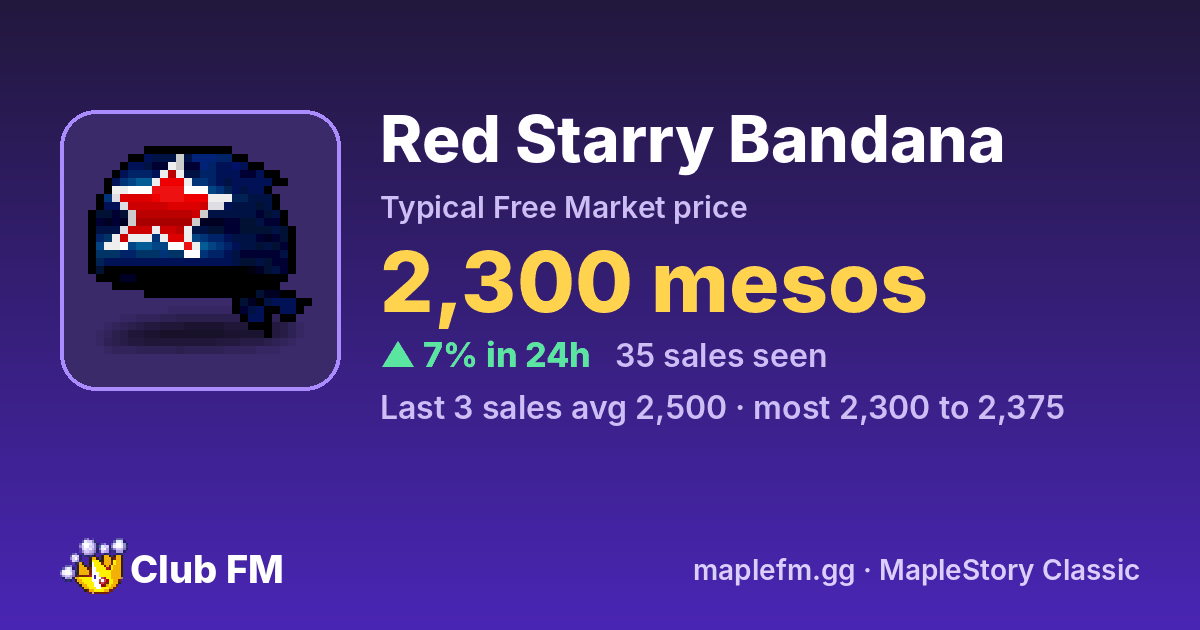 Red Starry Bandana
Typical Free Market price
2,300 mesos
▲ 7% in 24h 35 sales seen
Last 3 sales avg 2,500 · most 2,300 to 2,375
Club FM
maplefm.gg · MapleStory Classic